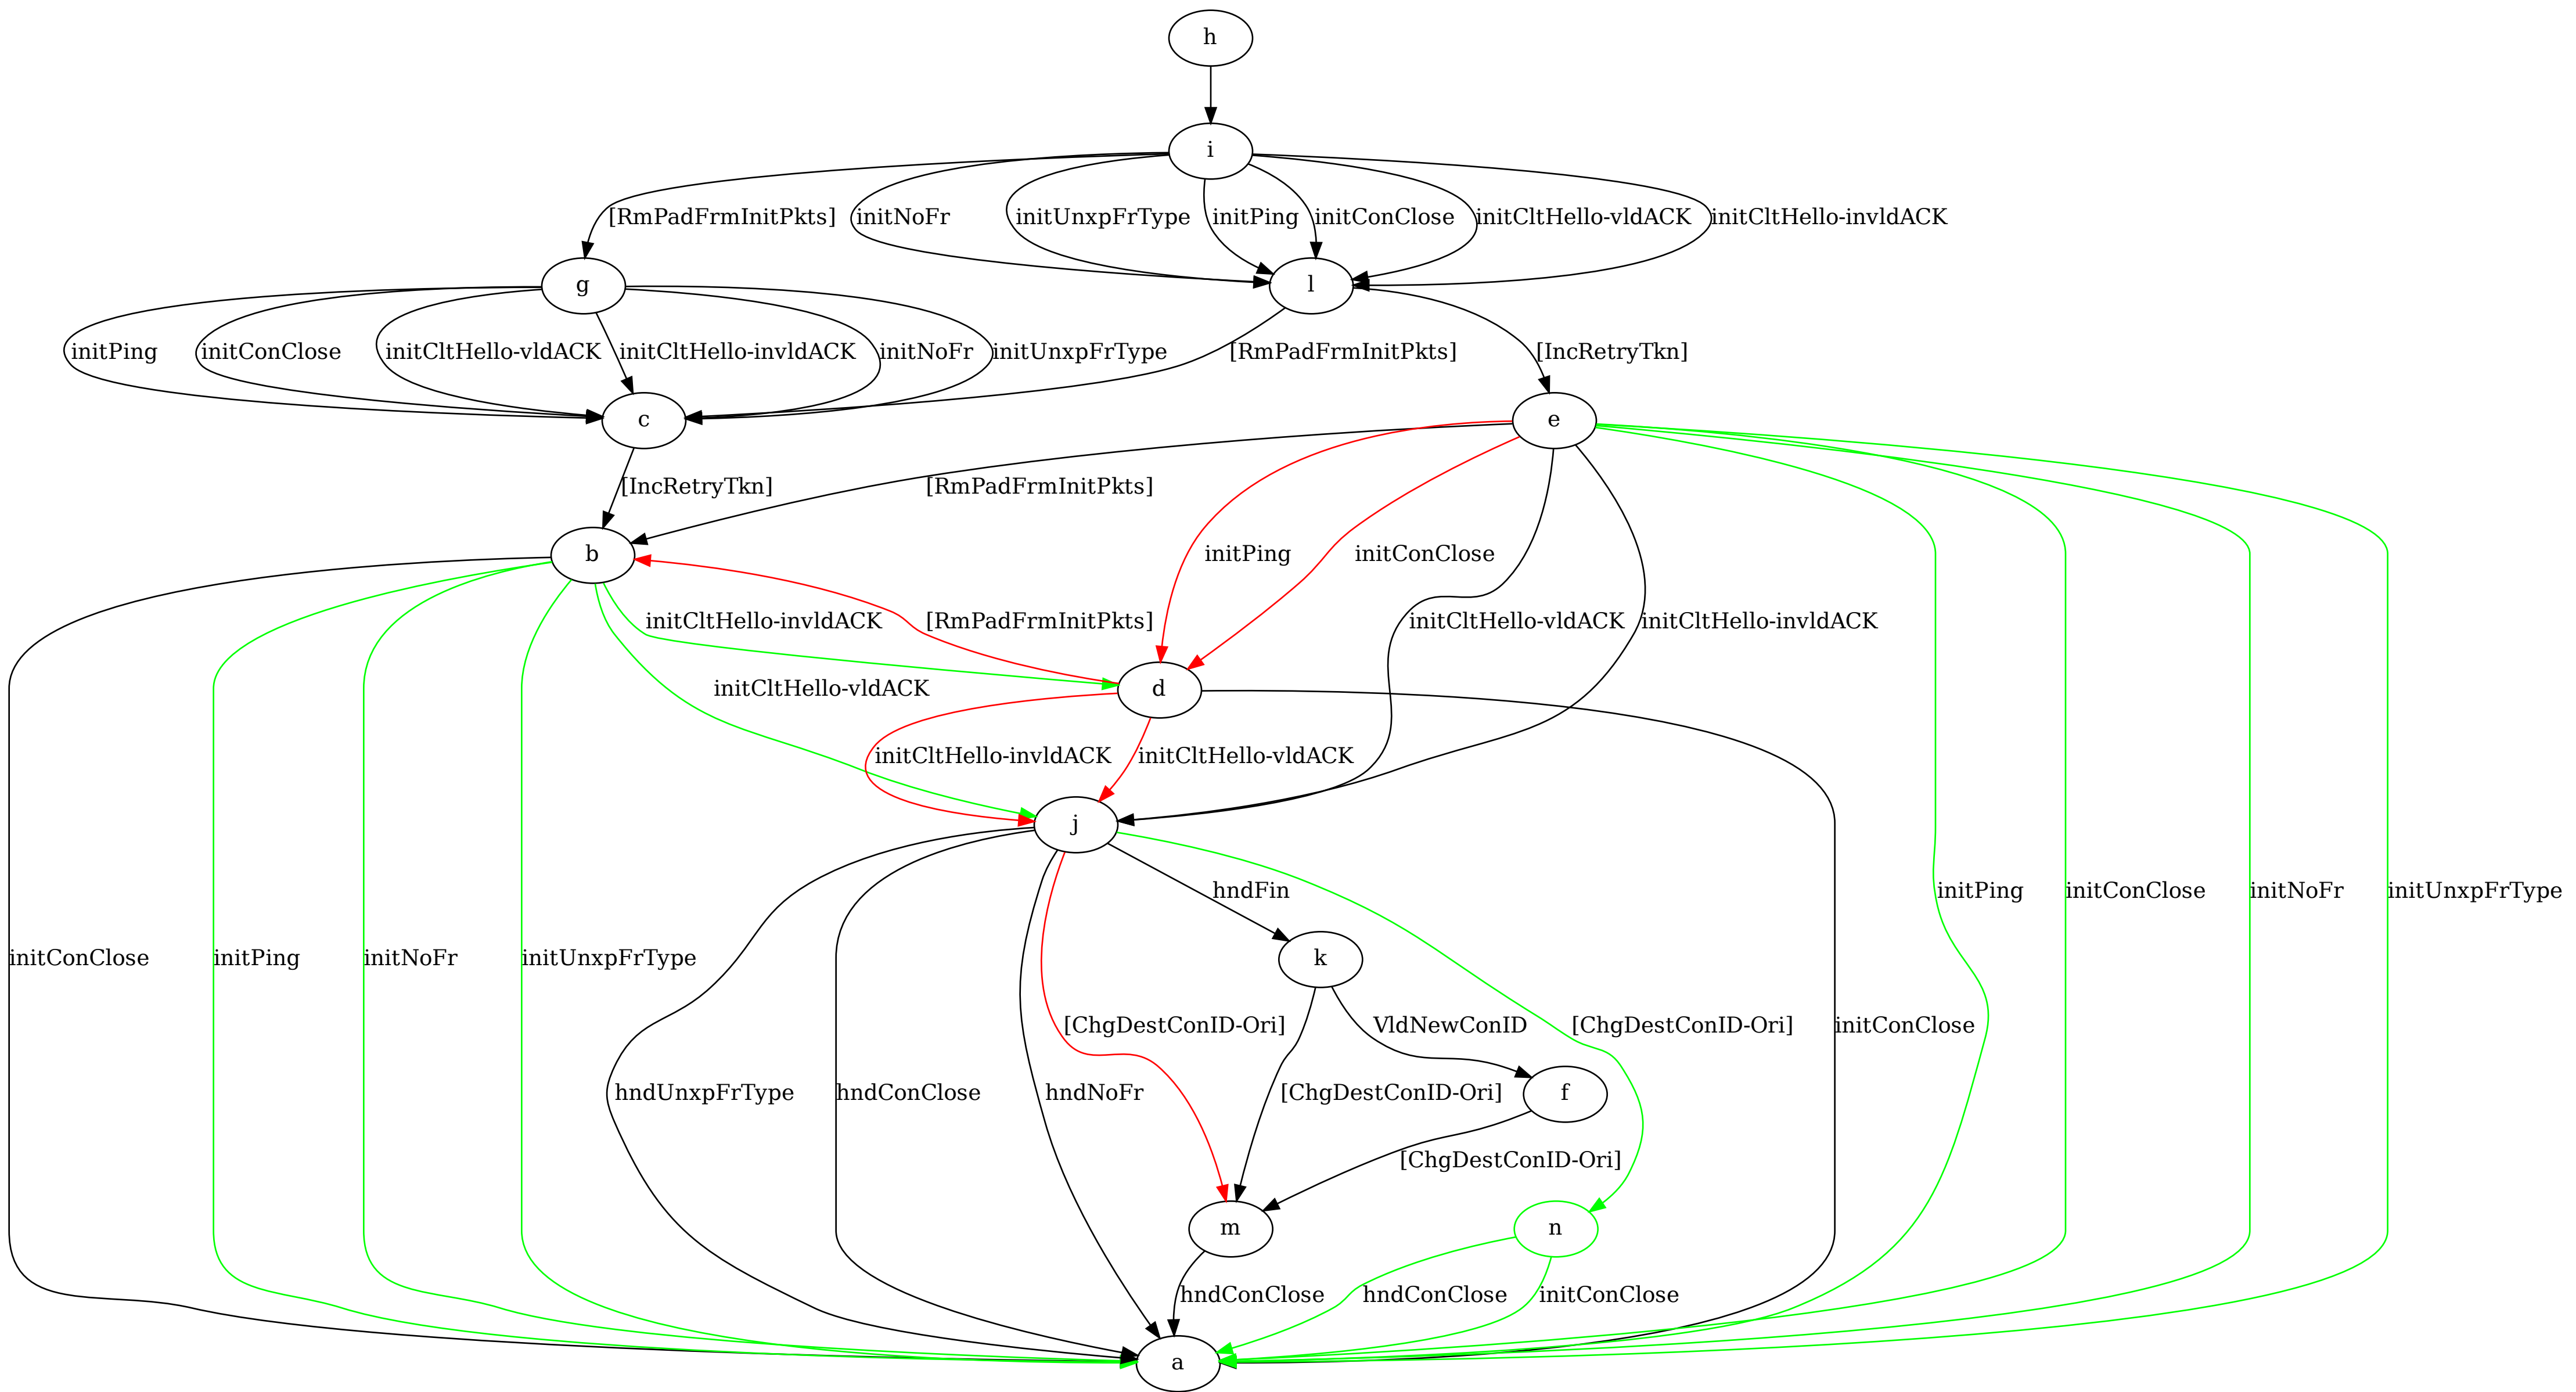 h
i
[RmPadFrmInitPkts]
initNoFr
initUnxpFrType
initPing
initConClose
initCltHello-vldACK
initCltHello-invldACK
g
l
initPing
initConClose
initCltHello-vldACK
initCltHello-invldACK
initNoFr
initUnxpFrType
[RmPadFrmInitPkts]
[IncRetryTkn]
c
e
[IncRetryTkn]
[RmPadFrmInitPkts]
b
initPing
initConClose
initCltHello-invldACK
[RmPadFrmInitPkts]
initCltHello-vldACK
initCltHello-invldACK
initCltHello-vldACK
d
initCltHello-invldACK
initCltHello-vldACK
j
hndFin
initPing
initConClose
initNoFr
initUnxpFrType
initConClose
initPing
initNoFr
initUnxpFrType
k
[ChgDestConID-Ori]
VldNewConID
[ChgDestConID-Ori]
initConClose
hndUnxpFrType
hndConClose
hndNoFr
[ChgDestConID-Ori]
f
[ChgDestConID-Ori]
m
n
hndConClose
hndConClose
initConClose
a